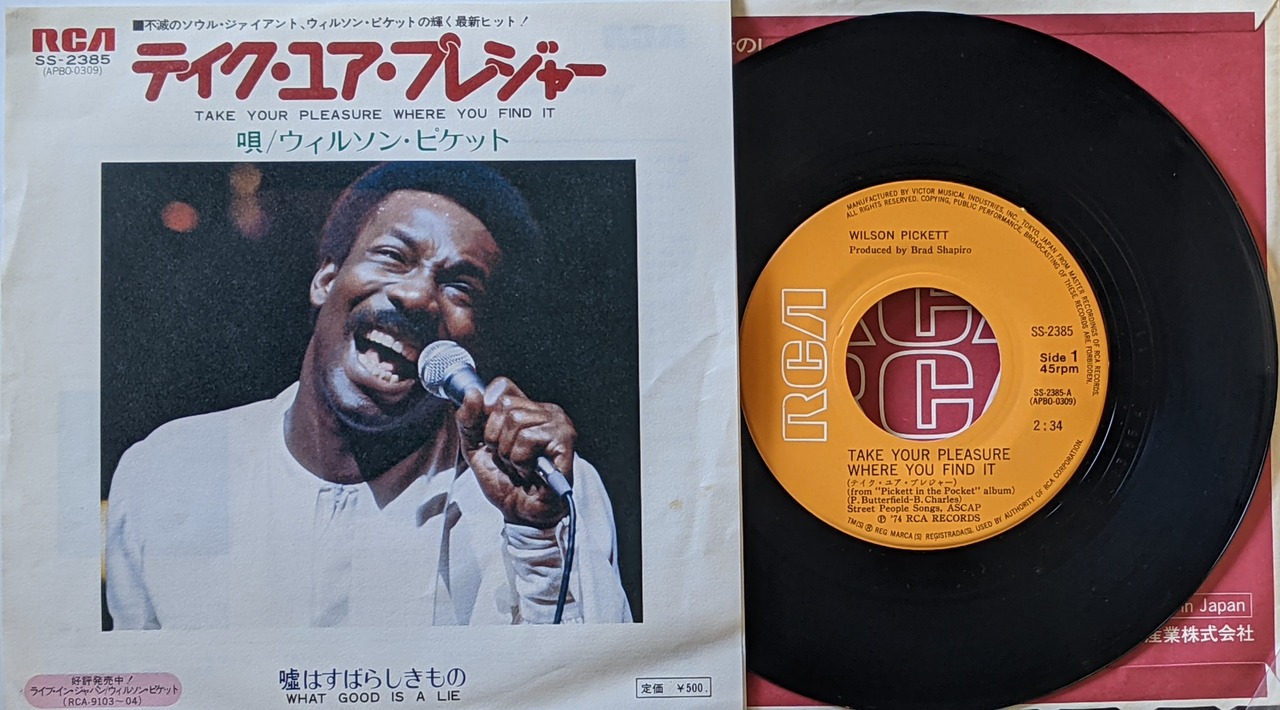 ■不滅のソウル・ジャイアント、ウィルソン・ピケットの輝く最新ヒット!
RCA
SS-2385
(APBO-0309)
テイク・ユア・プレジャー
TAKE YOUR PLEASURE WHERE YOU FIND IT
唄/ウィルソン・ピケット
嘘はすばらしきもの
WHAT GOOD IS A LIE
好評発売中!
ライブ・イン・ジャパン/ウィルソン・ピケット
(RCA-9103〜04)
定価 ¥500.
MANUFACTURED BY VICTOR MUSICAL INDUSTRIES, INC., TOKYO, JAPAN FROM MASTER RECORDINGS OF RCA RECORDS.
ALL RIGHTS RESERVED. COPYING, PUBLIC PERFORMANCE, BROADCASTING OF THESE RECORDS ARE FORBIDDEN.
WILSON PICKETT
Produced by Brad Shapiro
RCA
SS-2385
Side 1
45rpm
SS-2385-A
(APBO-0309)
2:34
TAKE YOUR PLEASURE
WHERE YOU FIND IT
(テイク・ユア・プレジャー)
(from "Pickett in the Pocket" album)
(P. Butterfield-B. Charles)
Street People Songs, ASCAP
Ⓟ '74 RCA RECORDS
TM(S) ® REG MARCA(S) REGISTRADA(S). USED BY AUTHORITY OF RCA CORPORATION.
in Japan
産業株式会社